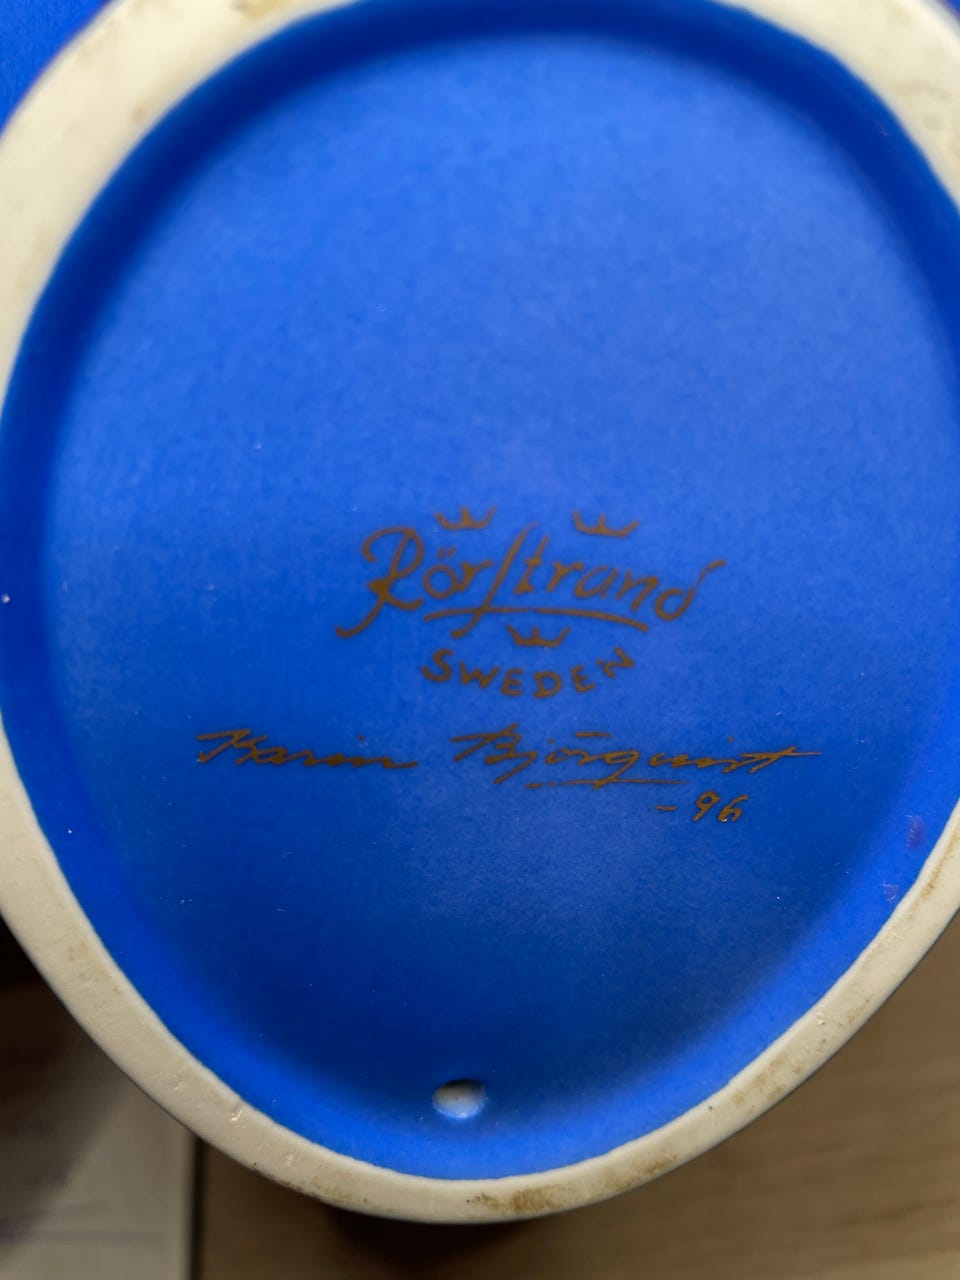 Rörstrand
SWEDEN
Karin Björquist
-96